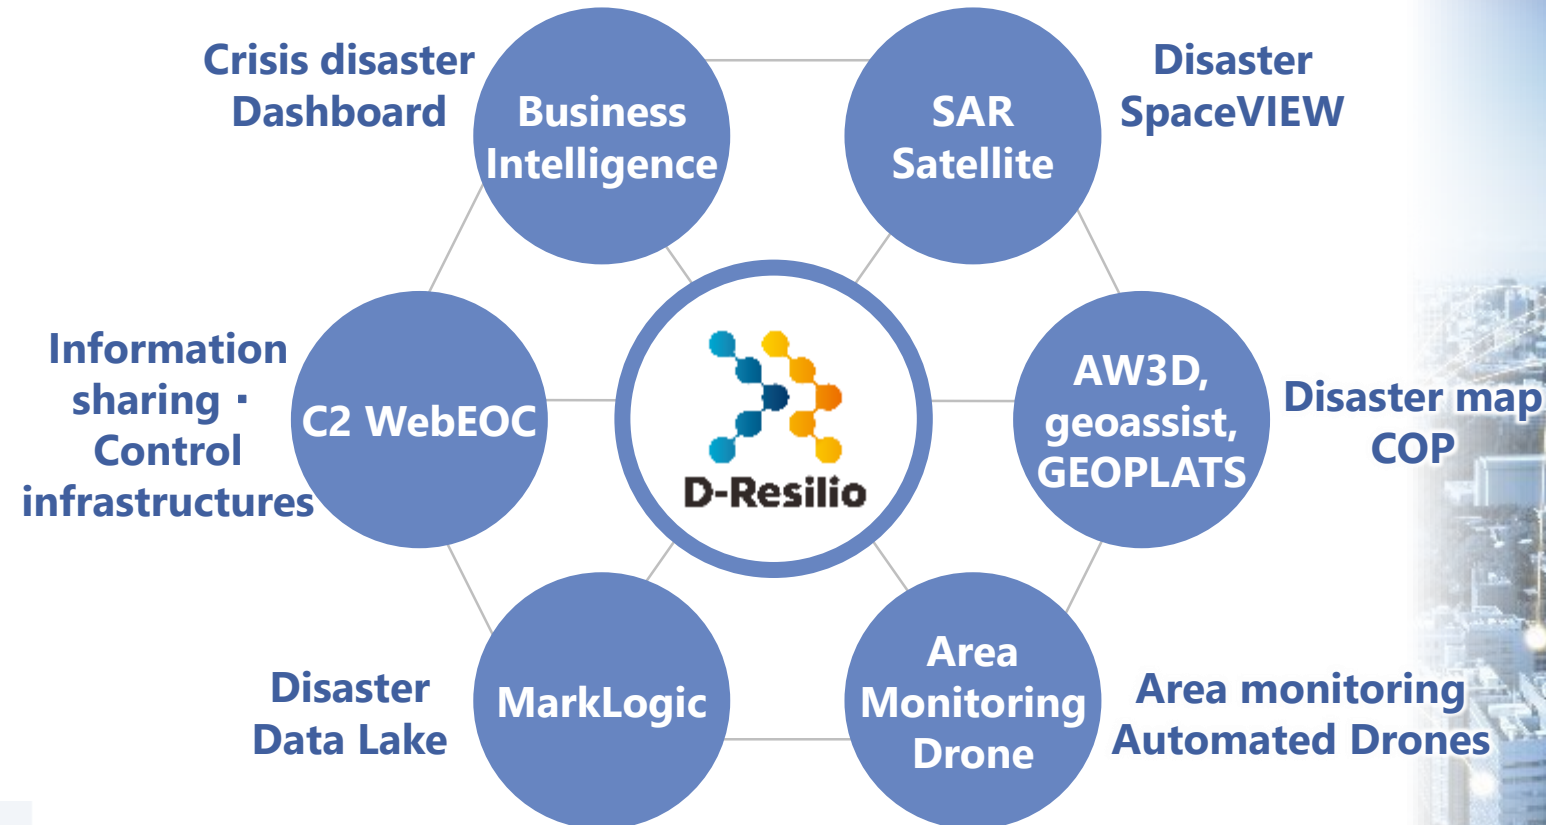 Crisis disaster
Dashboard
Business
Intelligence
SAR
Satellite
Disaster
SpaceVIEW
Information
sharing ･
Control
infrastructures
C2 WebEOC
D-Resilio
AW3D,
geoassist,
GEOPLATS
Disaster map
COP
Disaster
Data Lake
MarkLogic
Area
Monitoring
Drone
Area monitoring
Automated Drones